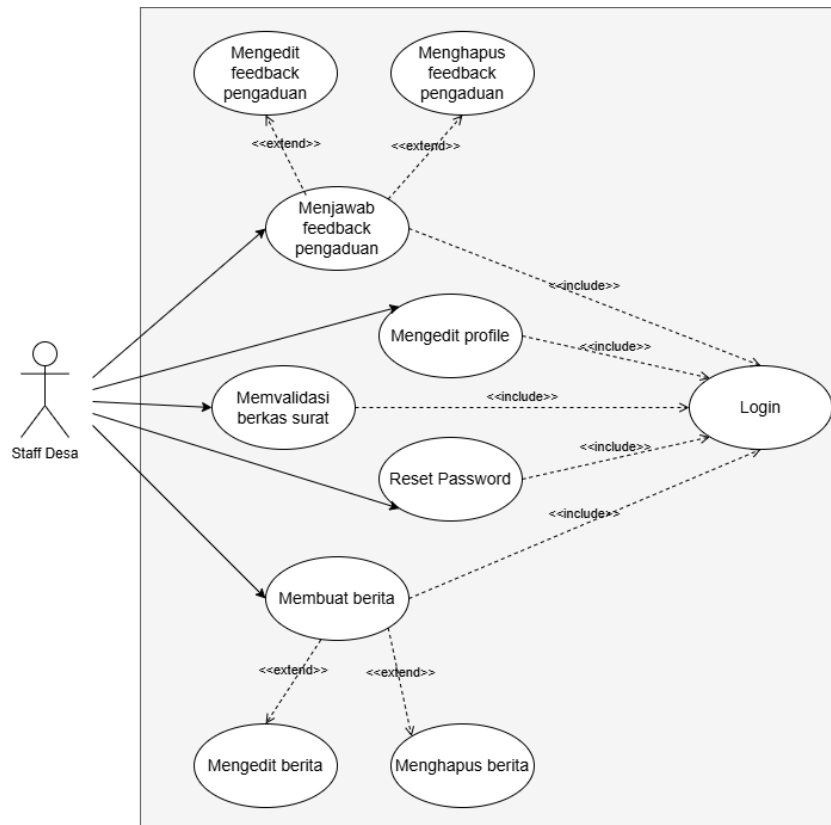 Mengedit
feedback
pengaduan
Menghapus
feedback
pengaduan
<<extend>>
<<extend>>
Menjawab
feedback
pengaduan
<<include>>
Mengedit profile
<<include>>
Memvalidasi
berkas surat
<<include>>
Login
Staff Desa
<<include>>
Reset Password
<<include>>
Membuat berita
<<extend>>
<<extend>>
Mengedit berita
Menghapus berita